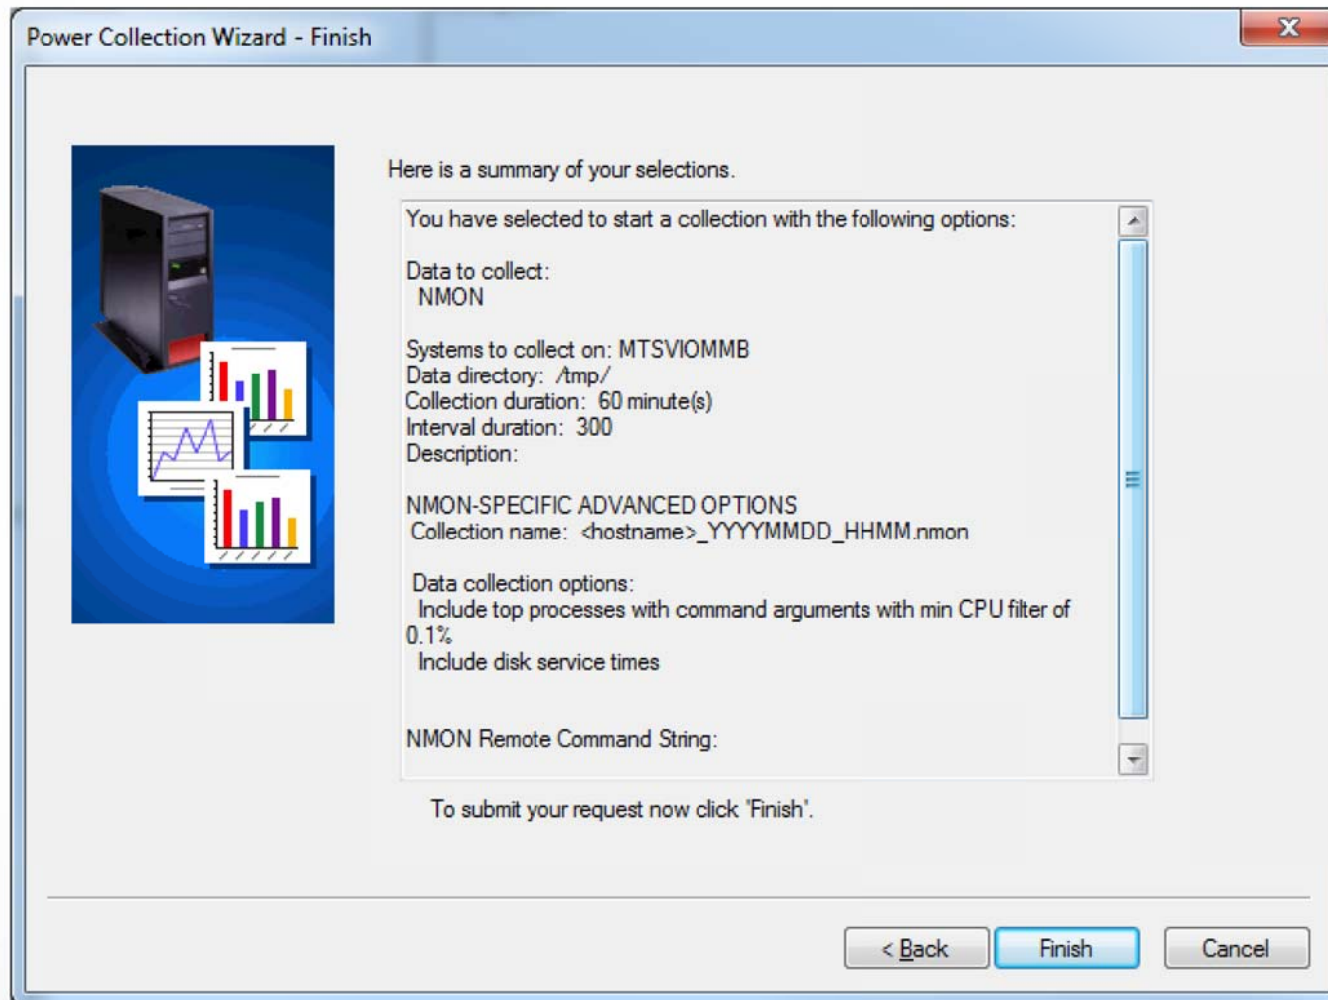 Power Collection Wizard - Finish
Here is a summary of your selections.
You have selected to start a collection with the following options:
Data to collect:
NMON
Systems to collect on: MTSVIOMMB
Data directory: /tmp/
Collection duration: 60 minute(s)
Interval duration: 300
Description:
NMON-SPECIFIC ADVANCED OPTIONS
Collection name: <hostname>_YYYYMMDD_HHMM.nmon
Data collection options:
Include top processes with command arguments with min CPU filter of
0.1%
Include disk service times
NMON Remote Command String:
To submit your request now click 'Finish'.
< Back
Finish
Cancel